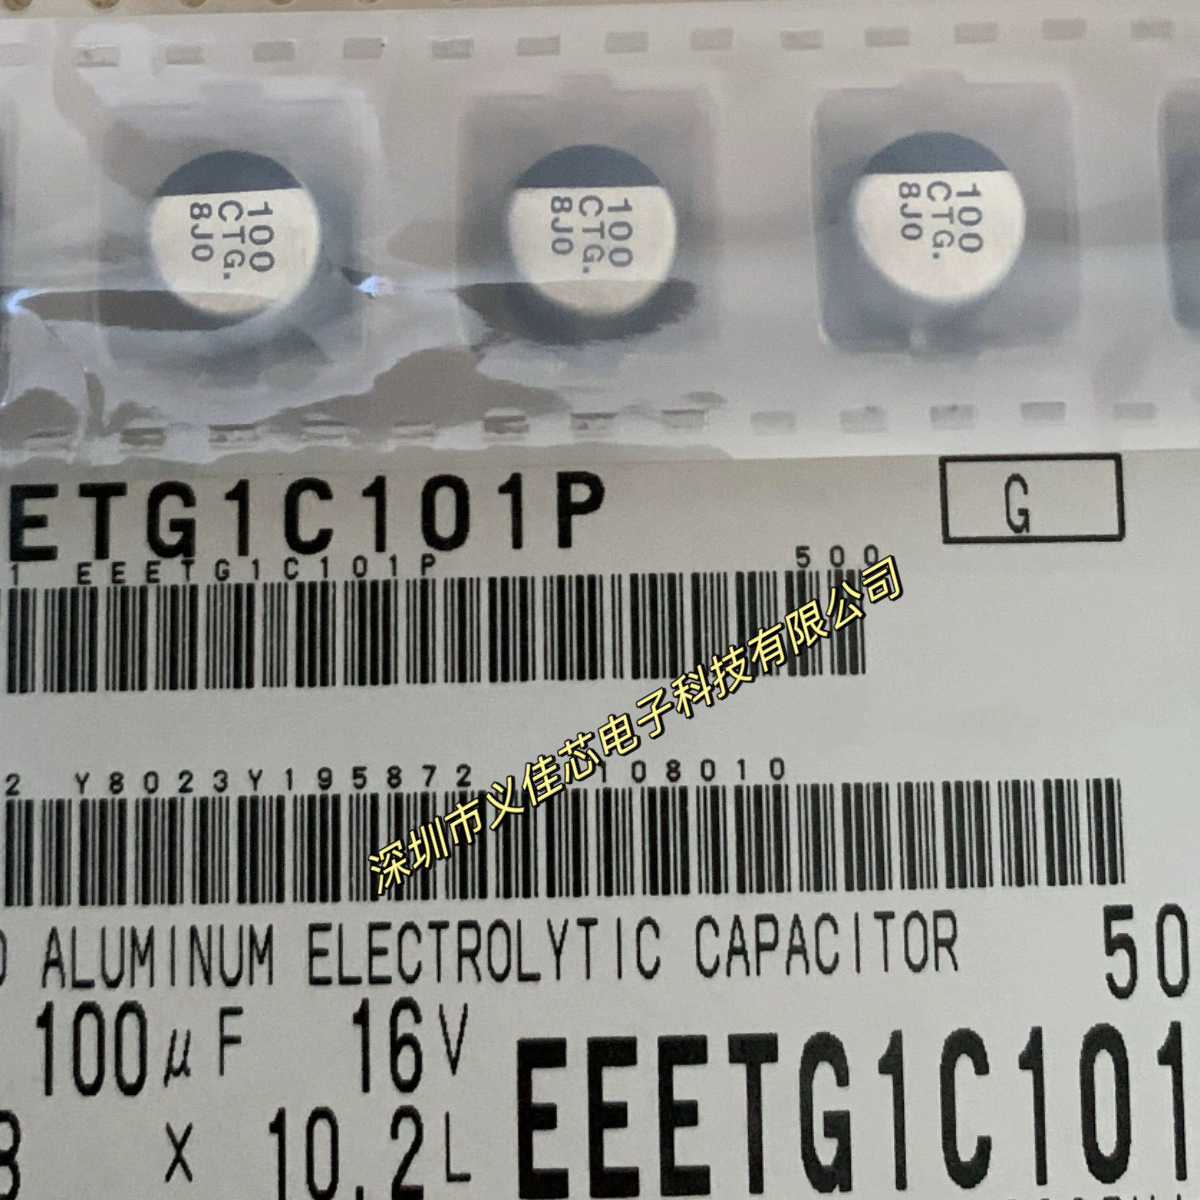 100
CTG.
8J0
100
CTG.
8J0
100
CTG.
8J0
ETG1C101P
G
1 EEETG1C101P 500
2 Y8023Y195872 108010
深圳市义佳芯电子科技有限公司
ALUMINUM ELECTROLYTIC CAPACITOR 50
100μF 16V
EEETG1C101
8 x 10.2L